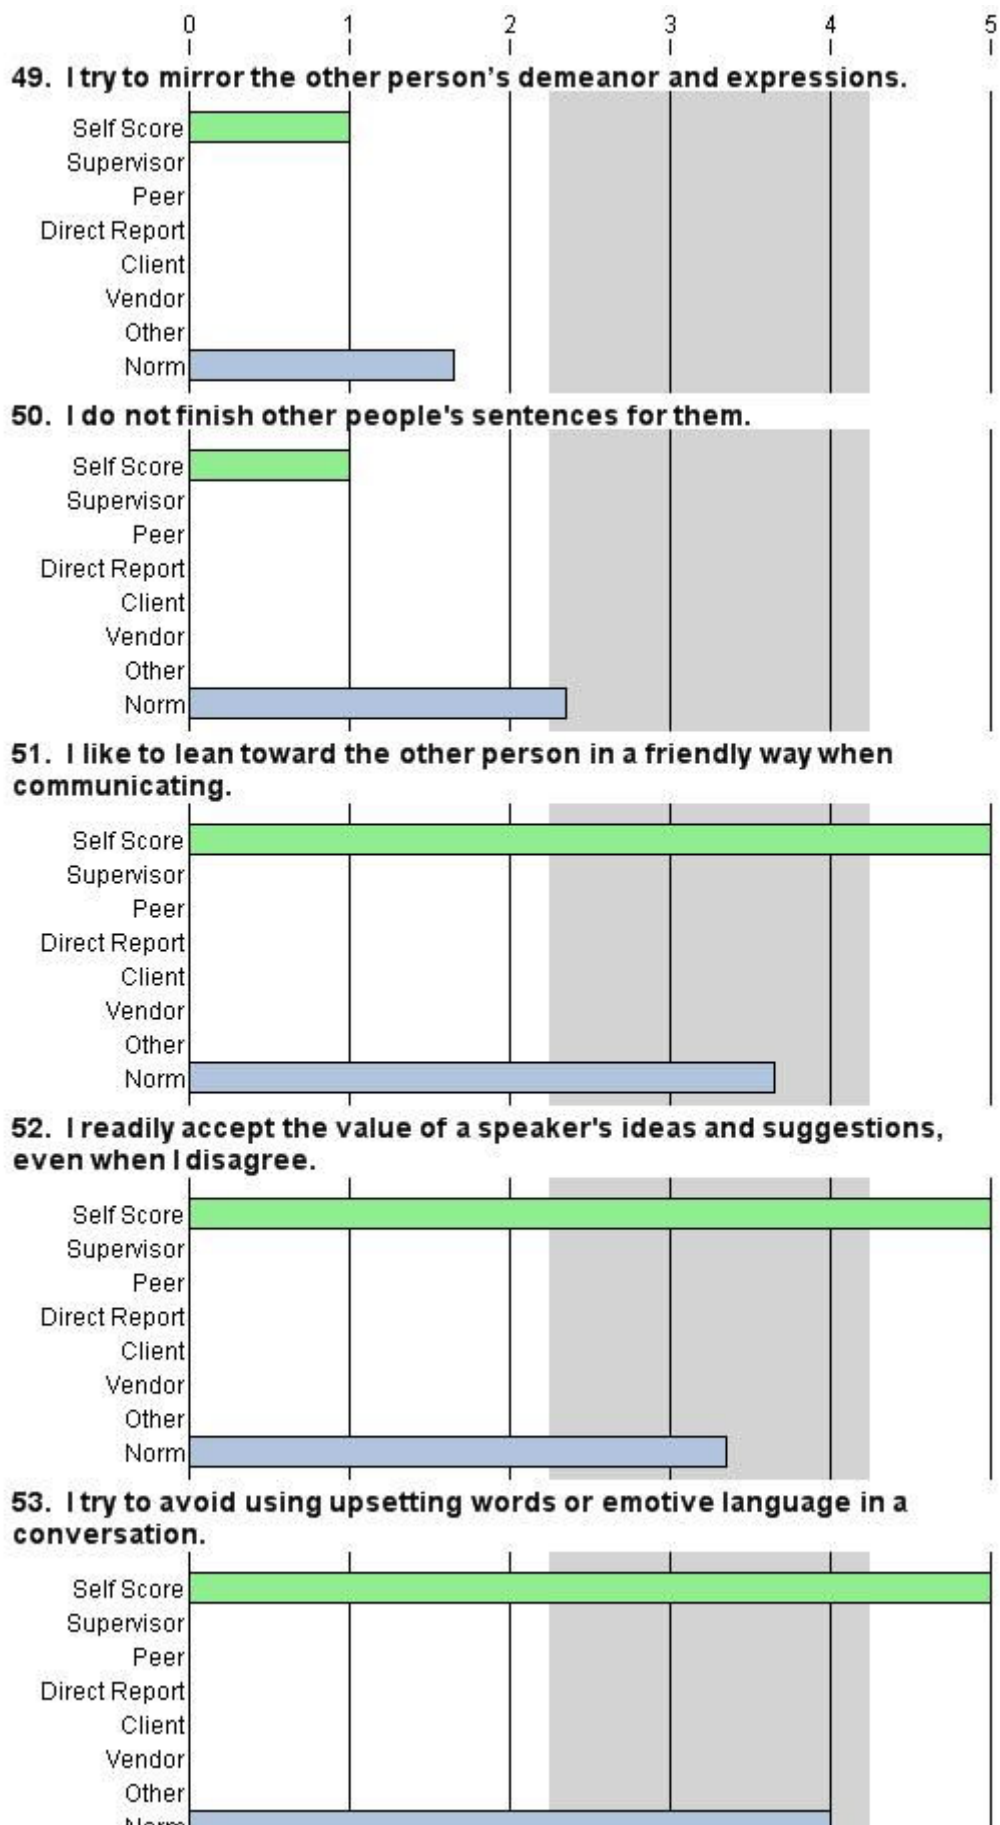 0 1 2 3 4 5
49. I try to mirror the other person's demeanor and expressions.
Self Score
Supervisor
Peer
Direct Report
Client
Vendor
Other
Norm
50. I do not finish other people's sentences for them.
Self Score
Supervisor
Peer
Direct Report
Client
Vendor
Other
Norm
51. I like to lean toward the other person in a friendly way when
communicating.
Self Score
Supervisor
Peer
Direct Report
Client
Vendor
Other
Norm
52. I readily accept the value of a speaker's ideas and suggestions,
even when I disagree.
Self Score
Supervisor
Peer
Direct Report
Client
Vendor
Other
Norm
53. I try to avoid using upsetting words or emotive language in a
conversation.
Self Score
Supervisor
Peer
Direct Report
Client
Vendor
Other
Norm